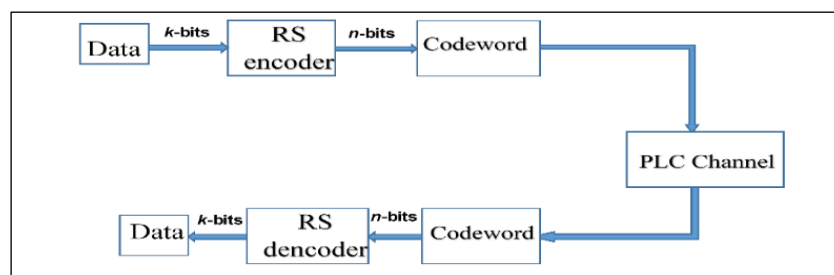 Data
k-bits
RS
encoder
n-bits
Codeword
PLC Channel
Data
k-bits
RS
dencoder
n-bits
Codeword